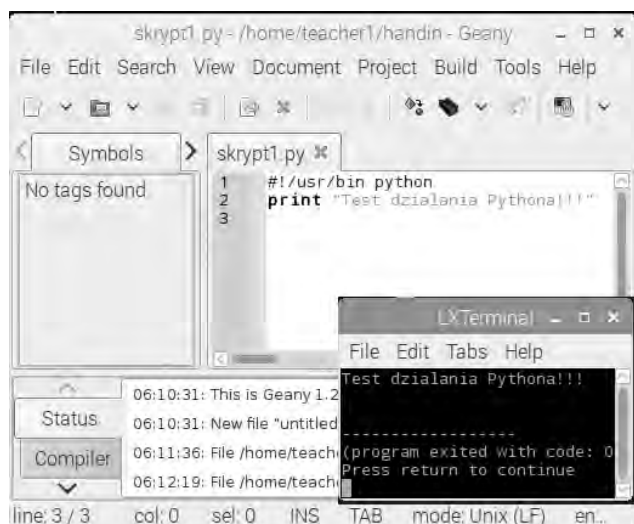 skrypt1.py - /home/teacher1/handin - Geany
File Edit Search View Document Project Build Tools Help
Symbols
skrypt1.py
No tags found
1 #!/usr/bin python
2 print "Test dzialania Pythona!!!"
3
LXTerminal
File Edit Tabs Help
Test dzialania Pythona!!!
------------------
(program exited with code: 0
Press return to continue
Status
Compiler
06:10:31: This is Geany 1.2
06:10:31: New file "untitled
06:11:36: File /home/teach
06:12:19: File /home/teach
line: 3 / 3 col: 0 sel: 0 INS TAB mode: Unix (LF) en..